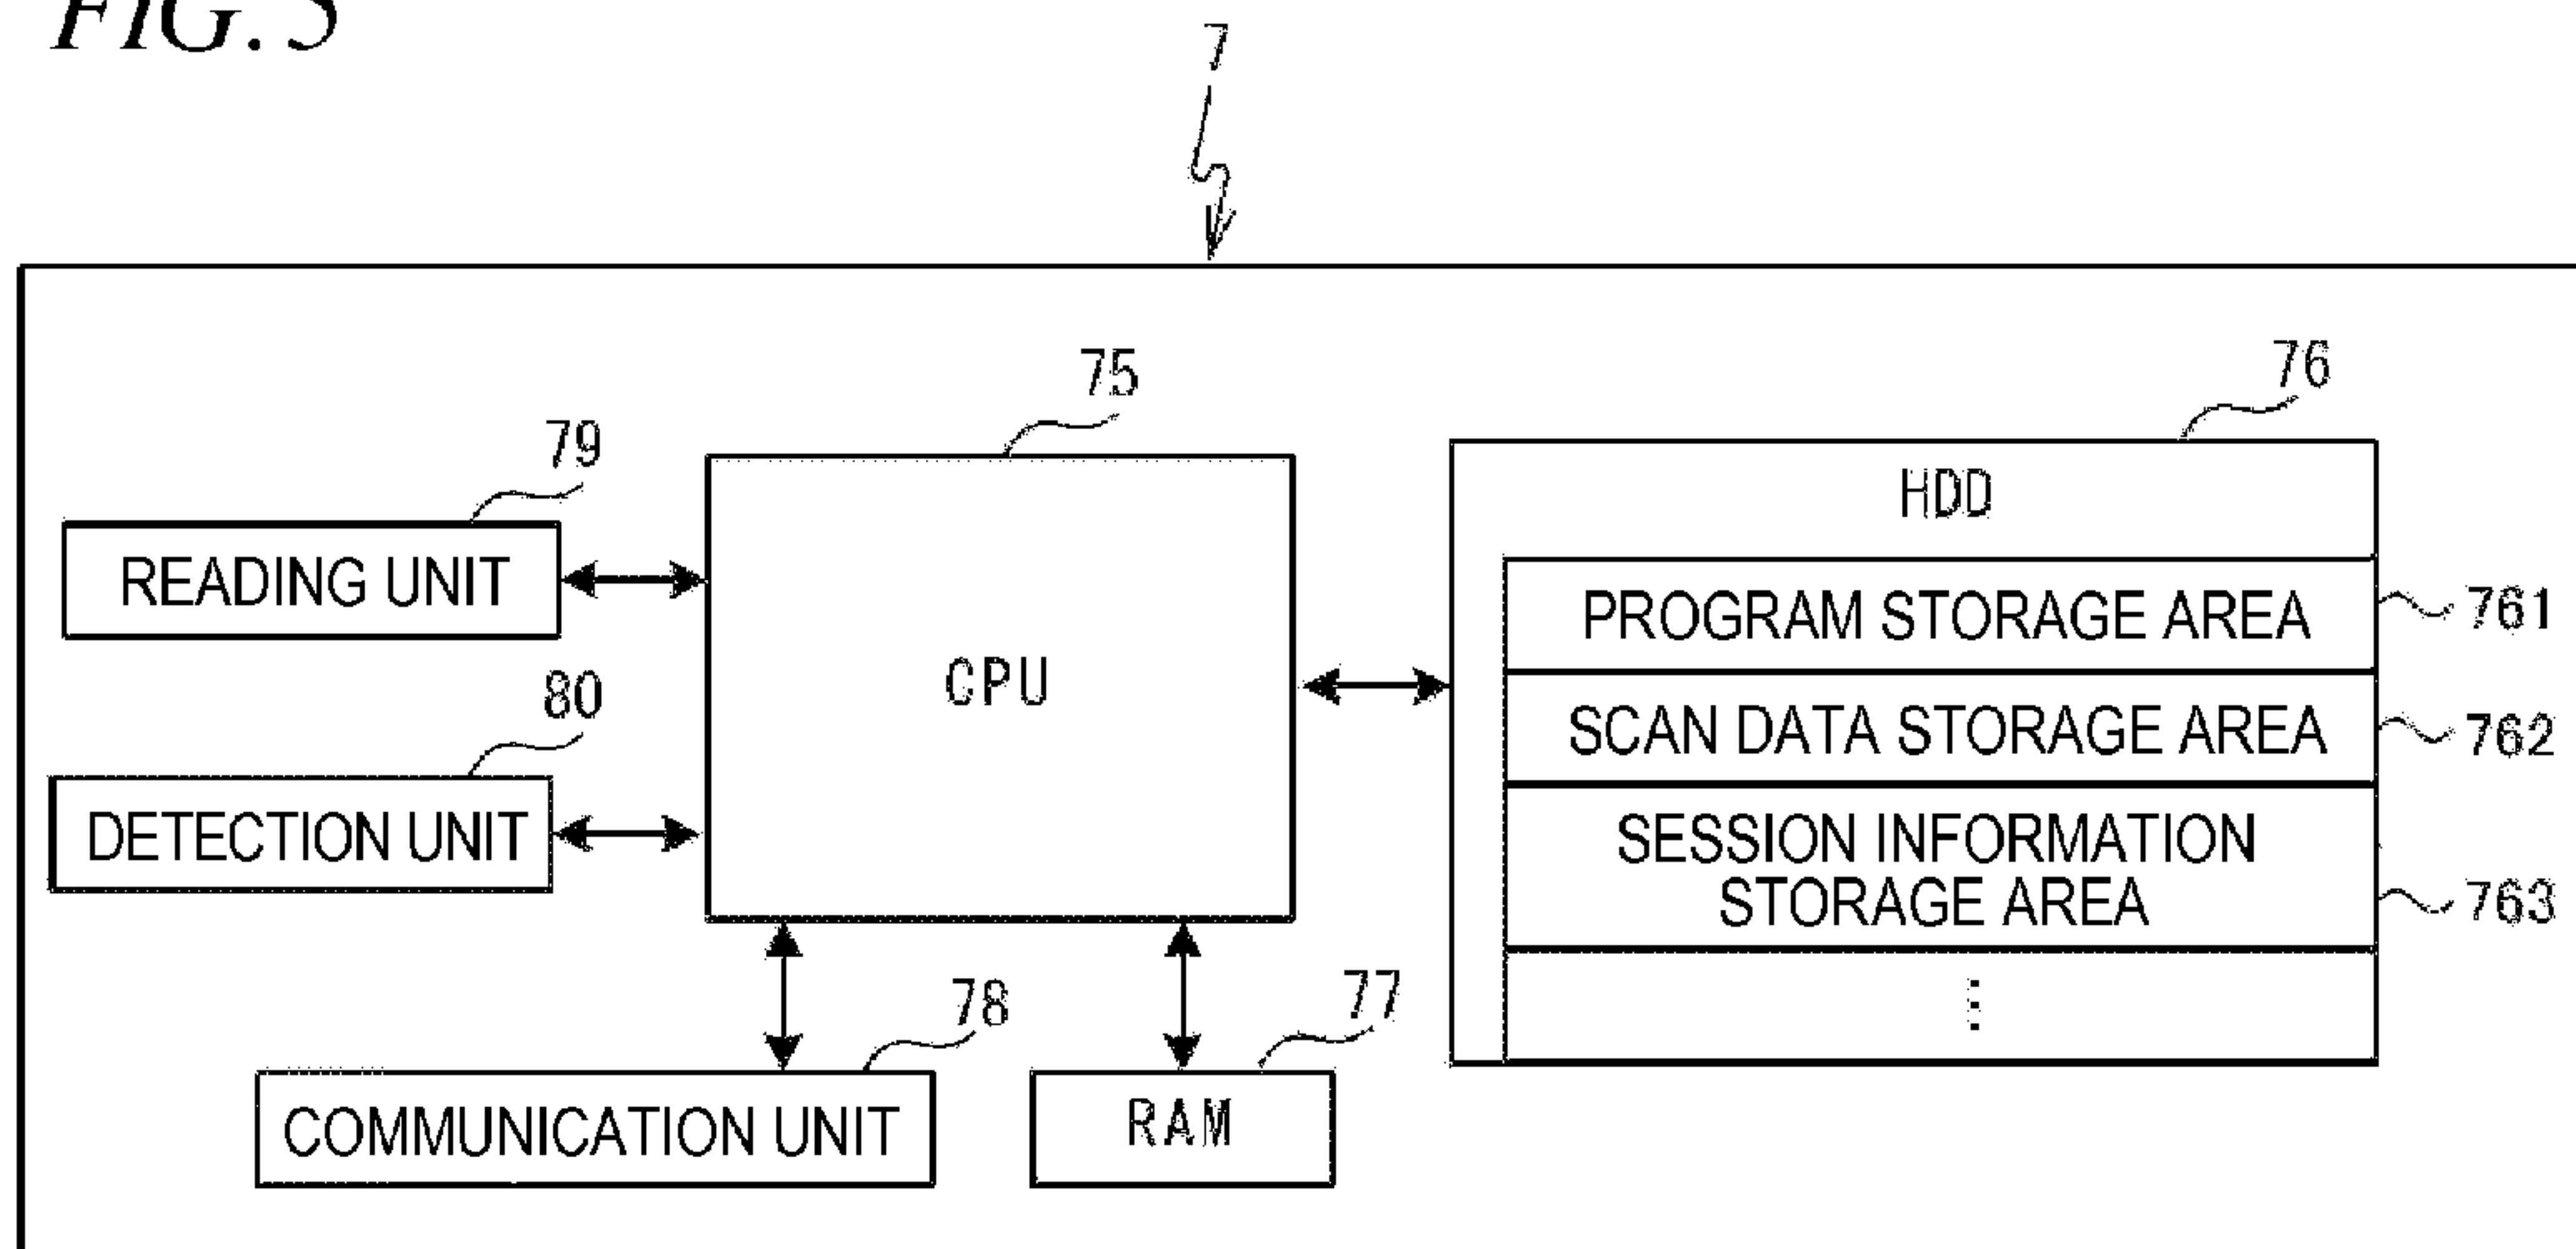 FIG. 5
7
75
76
79
HDD
READING UNIT
PROGRAM STORAGE AREA
761
CPU
80
SCAN DATA STORAGE AREA
762
DETECTION UNIT
SESSION INFORMATION
STORAGE AREA
763
78
77
⋮
COMMUNICATION UNIT
RAM